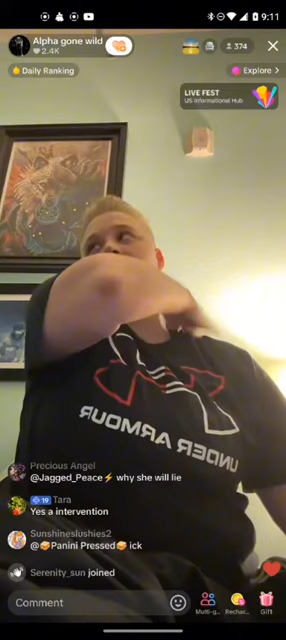 9:11
Alpha gone wild
2.4K
374
Daily Ranking
Explore >
LIVE FEST
US Informational Hub
UNDER ARMOUR
Precious Angel
@Jagged_Peace⚡ why she will lie
19 Tara
Yes a intervention
Sunshineslushies2
@🥪Panini Pressed🥪 ick
Serenity_sun joined
Comment
Multi-g...
Rechar...
Gift